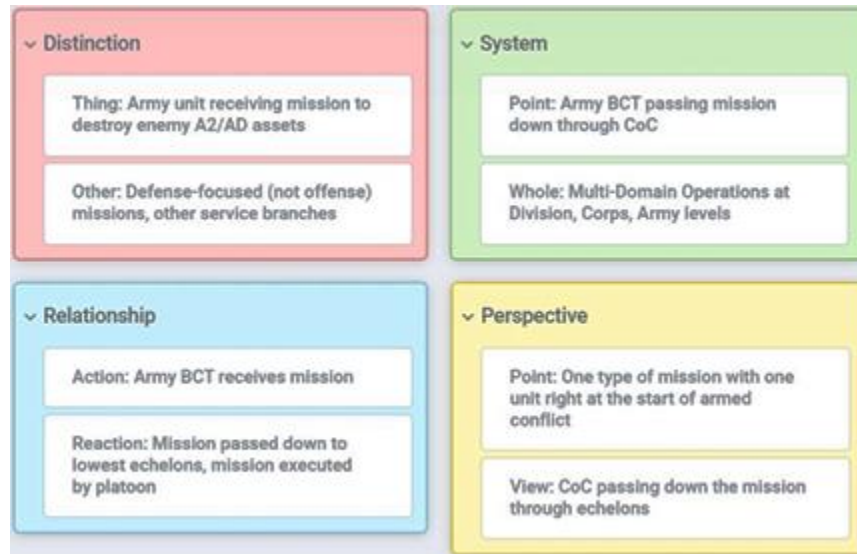 Distinction
Thing: Army unit receiving mission to
destroy enemy A2/AD assets
Other: Defense-focused (not offense)
missions, other service branches
System
Point: Army BCT passing mission
down through CoC
Whole: Multi-Domain Operations at
Division, Corps, Army levels
Relationship
Action: Army BCT receives mission
Reaction: Mission passed down to
lowest echelons, mission executed
by platoon
Perspective
Point: One type of mission with one
unit right at the start of armed
conflict
View: CoC passing down the mission
through echelons